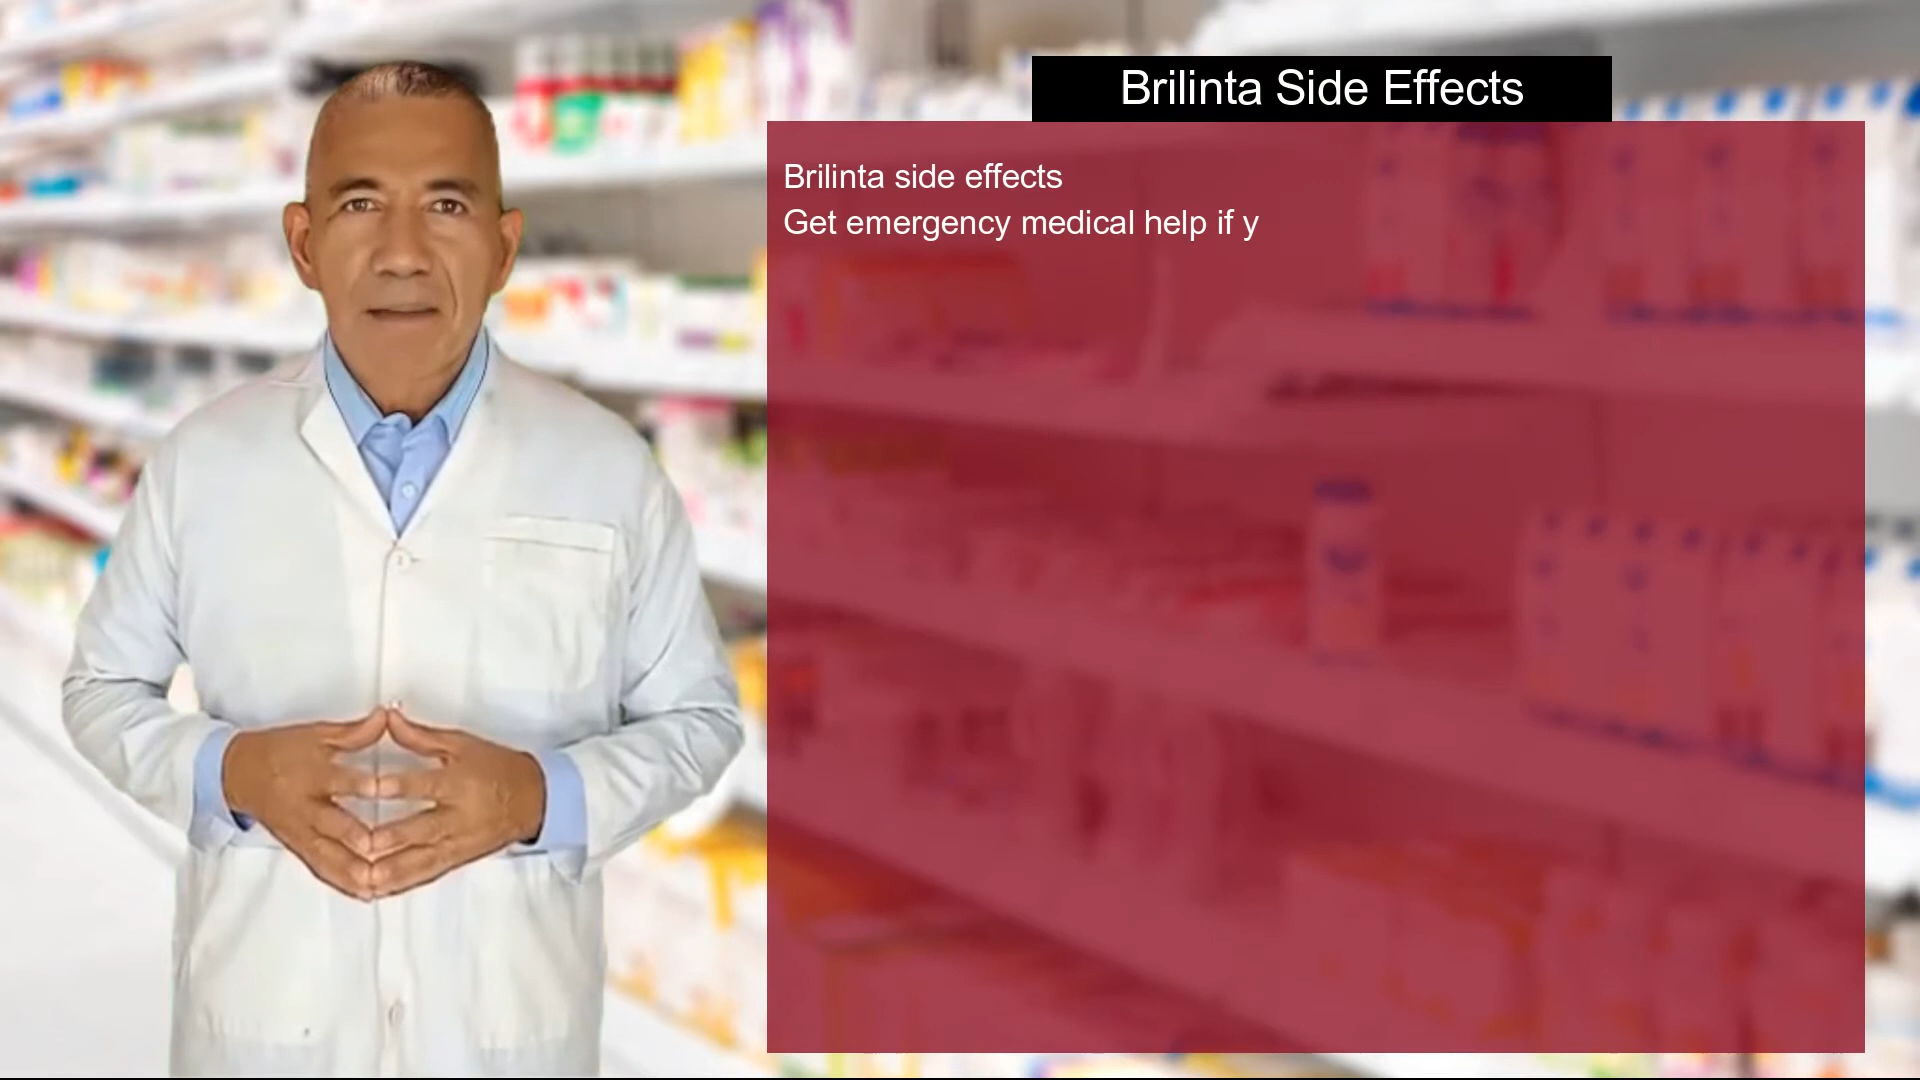 Brilinta Side Effects
Brilinta side effects
Get emergency medical help if y